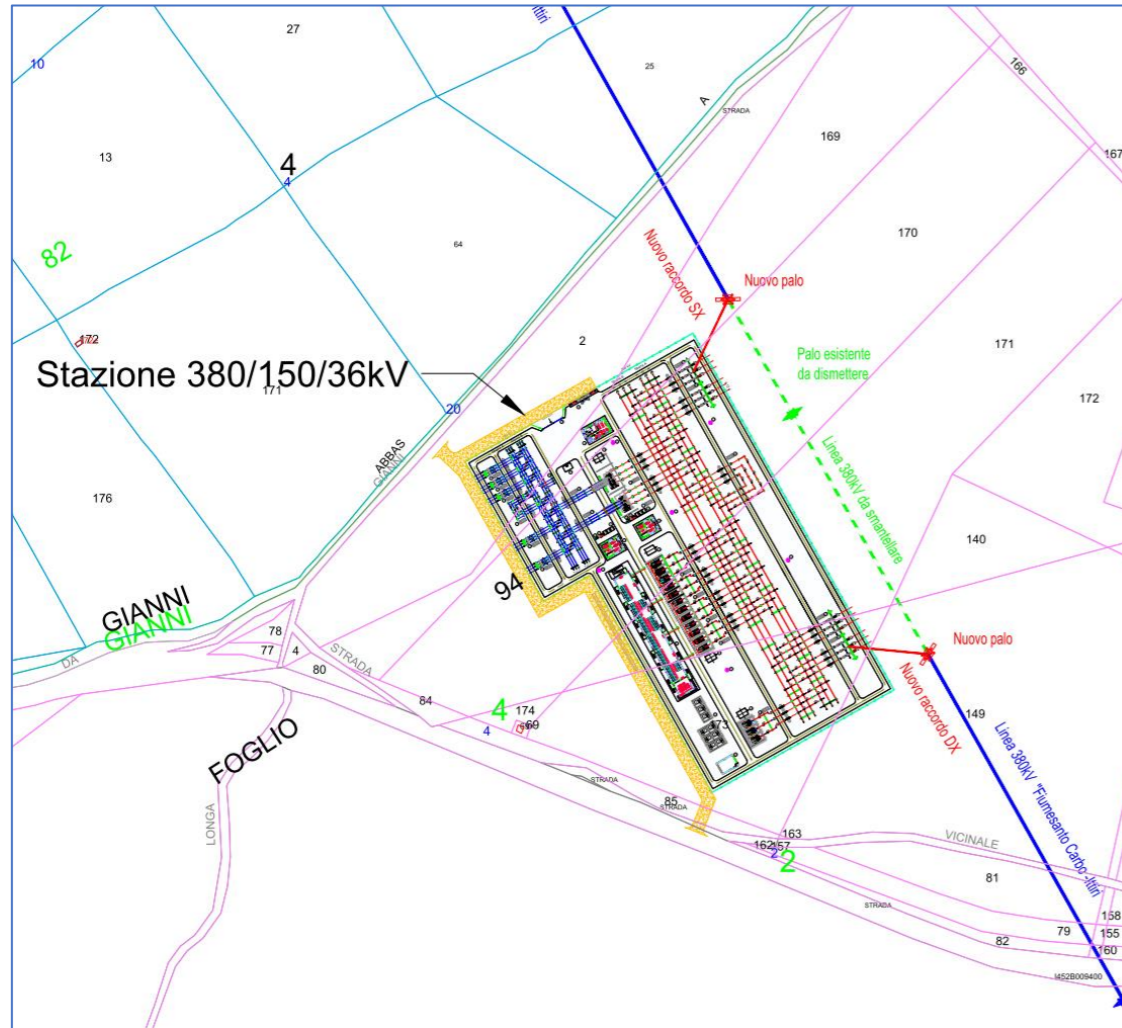 27
Ittiri
10
25
A
STRADA
166
169
167
13
4
4
170
82
64
Nuovo raccordo SX
Nuovo palo
172
2
Palo esistente
da dismettere
171
Stazione 380/150/36kV
171
172
20
ABBAS
GIANNI
Linea 380kV da smantellare
176
140
94
GIANNI
GIANNI
DA
78
77
4
80
STRADA
Nuovo palo
Nuovo raccordo DX
84
4
4
174
69
173
149
FOGLIO
LONGA
STRADA
85
STRADA
Linea 380kV "Fiumesanto Carbo -Ittiri
163
162
157
2
2
VICINALE
81
STRADA
158
79
155
82
160
I452B009400